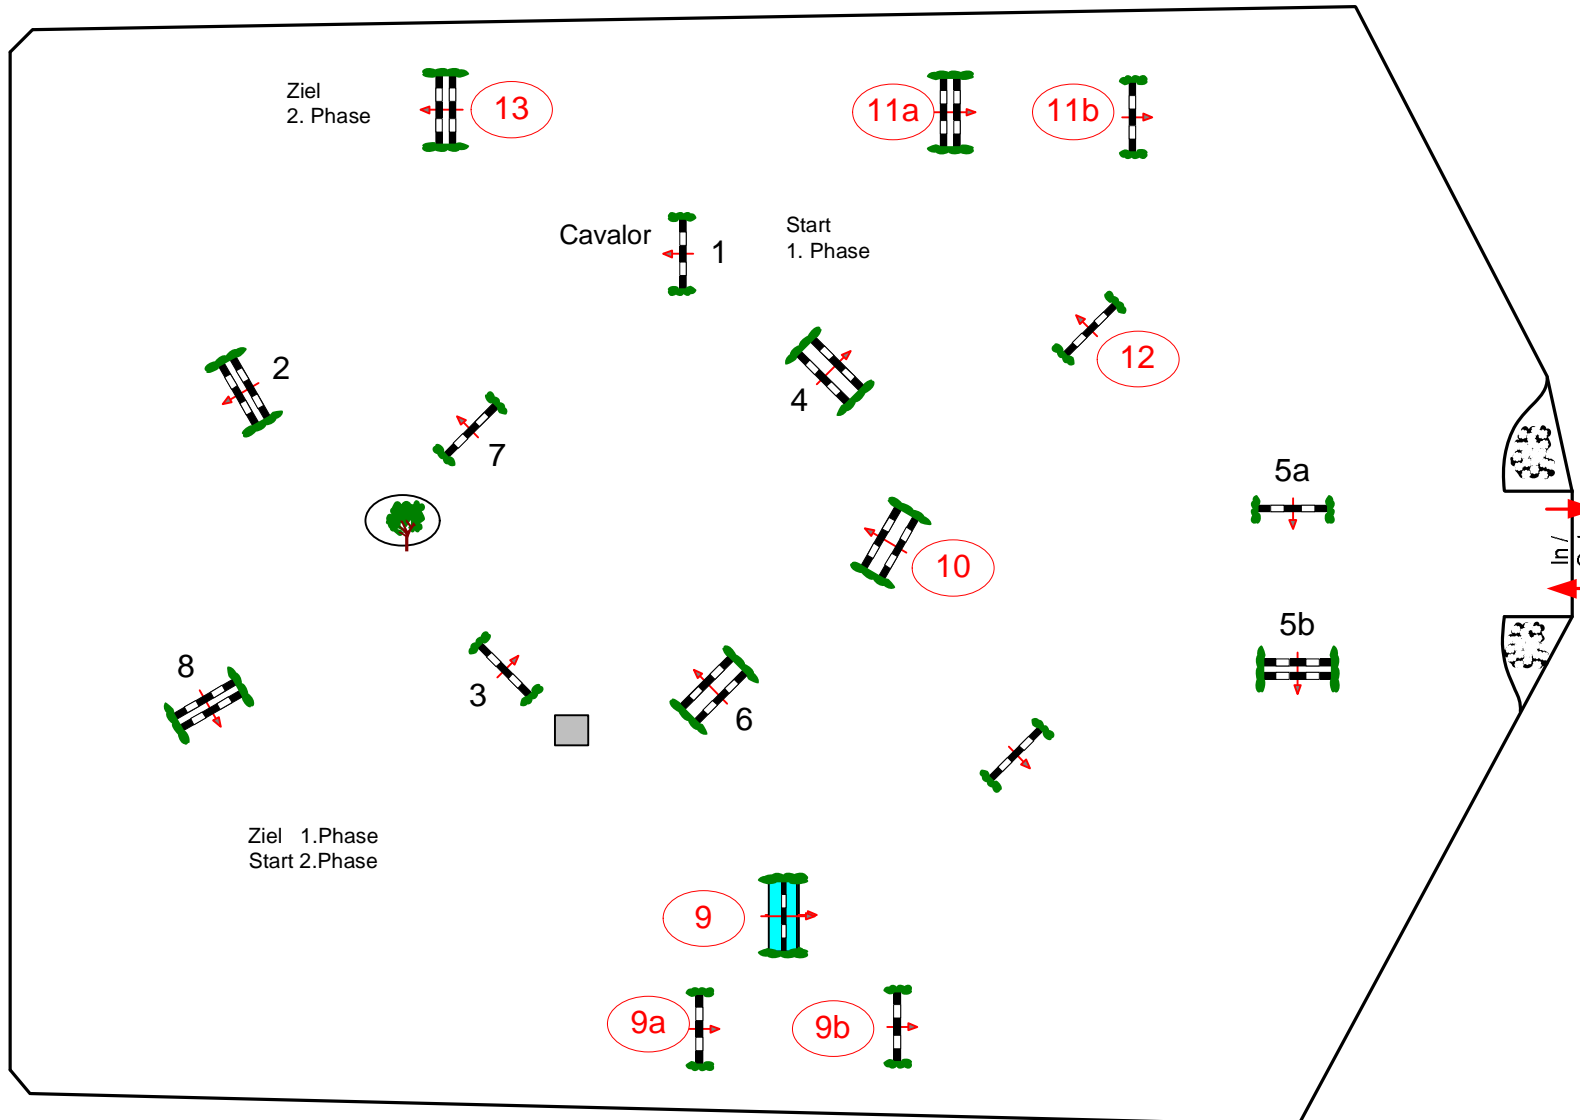 Ziel
2. Phase
13
11a
11b
Cavalor
1
Start
1. Phase
12
2
4
7
5a
10
5b
8
3
6
Ziel 1.Phase
Start 2.Phase
9
9a
9b
In /